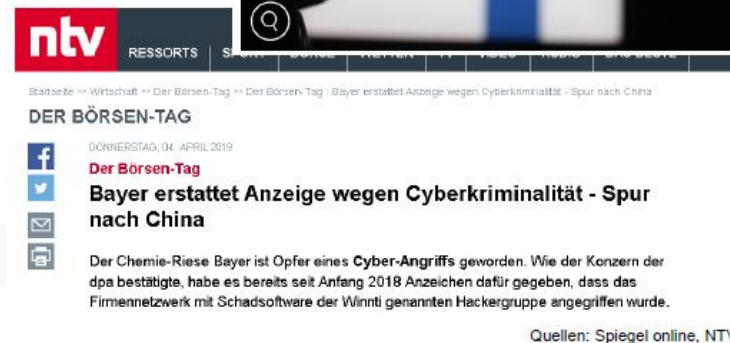 ntv
RESSORTS
Startseite >> Wirtschaft >> Der Börsen-Tag >> Der Börsen-Tag : Bayer erstattet Anzeige wegen Cyberkriminalität - Spur nach China
DER BÖRSEN-TAG
DONNERSTAG, 04. APRIL 2019
Der Börsen-Tag
Bayer erstattet Anzeige wegen Cyberkriminalität - Spur
nach China
Der Chemie-Riese Bayer ist Opfer eines Cyber-Angriffs geworden. Wie der Konzern der
dpa bestätigte, habe es bereits seit Anfang 2018 Anzeichen dafür gegeben, dass das
Firmennetzwerk mit Schadsoftware der Winnti genannten Hackergruppe angegriffen wurde.
Quellen: Spiegel online, NTV